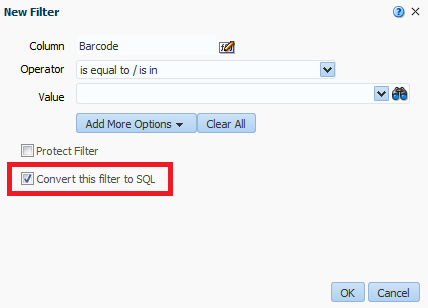 New Filter
Column Barcode
Operator is equal to / is in
Value
Add More Options Clear All
Protect Filter
Convert this filter to SQL
OK Cancel